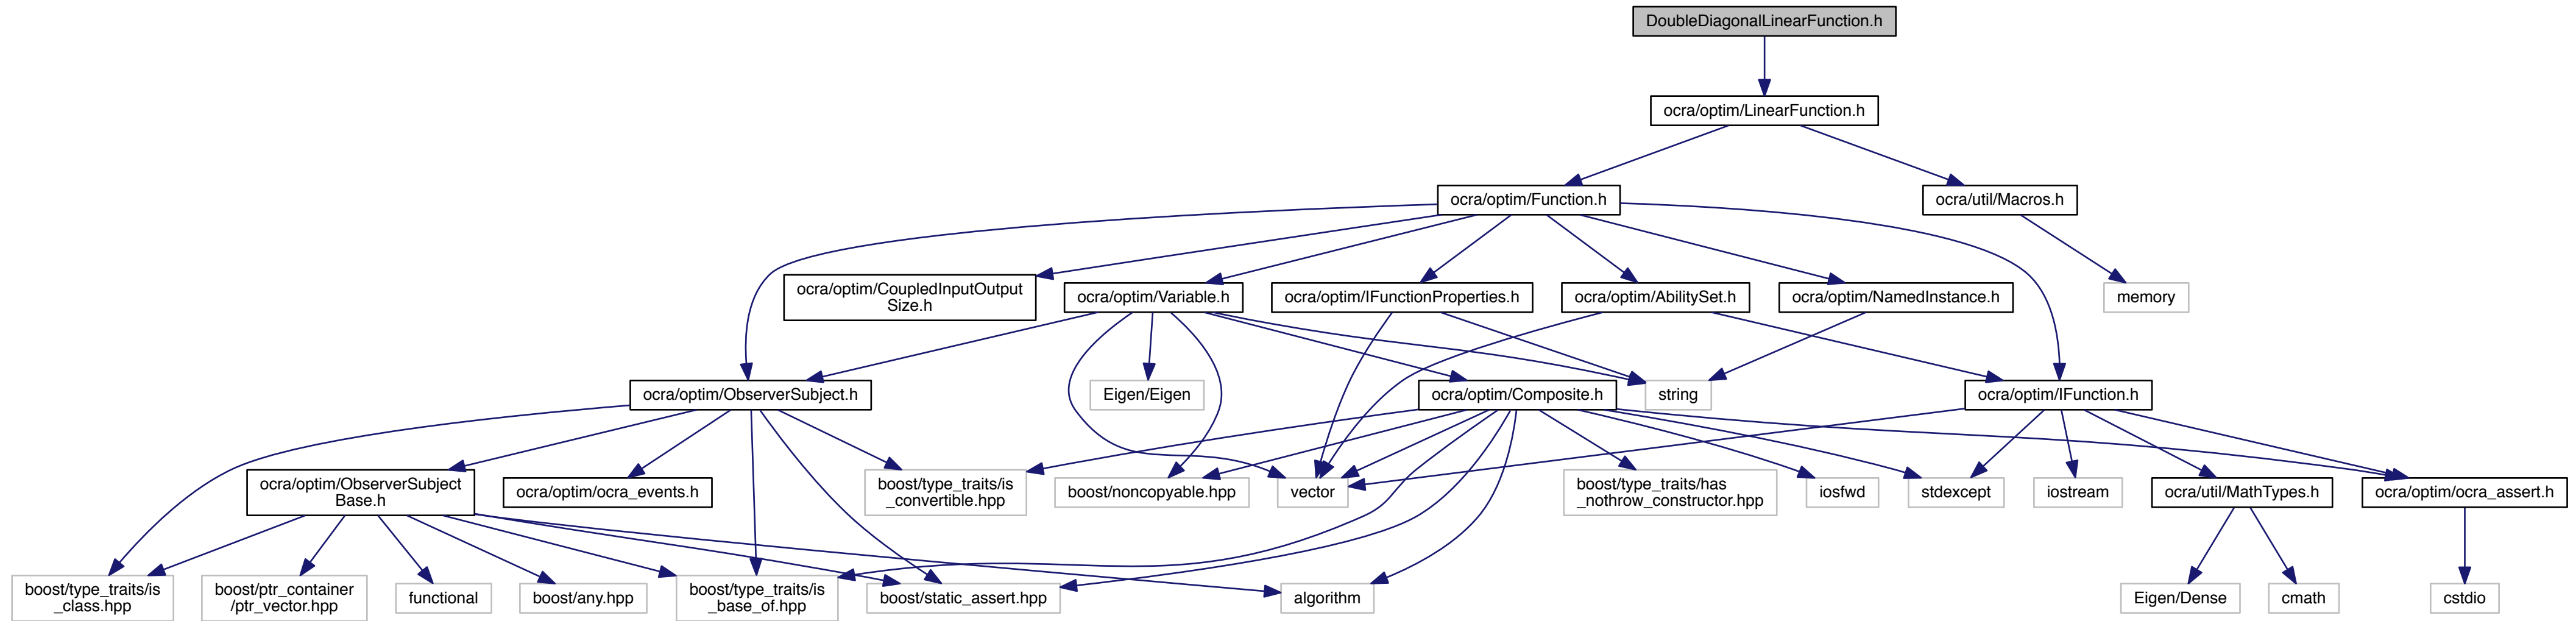 DoubleDiagonalLinearFunction.h
ocra/optim/LinearFunction.h
ocra/optim/Function.h
ocra/util/Macros.h
ocra/optim/CoupledInputOutput
Size.h
ocra/optim/Variable.h
ocra/optim/IFunctionProperties.h
ocra/optim/AbilitySet.h
ocra/optim/NamedInstance.h
memory
ocra/optim/ObserverSubject.h
Eigen/Eigen
ocra/optim/Composite.h
string
ocra/optim/IFunction.h
ocra/optim/ObserverSubject
Base.h
ocra/optim/ocra_events.h
boost/type_traits/is
_convertible.hpp
boost/noncopyable.hpp
vector
boost/type_traits/has
_nothrow_constructor.hpp
iosfwd
stdexcept
iostream
ocra/util/MathTypes.h
ocra/optim/ocra_assert.h
boost/type_traits/is
_class.hpp
boost/ptr_container
/ptr_vector.hpp
functional
boost/any.hpp
boost/type_traits/is
_base_of.hpp
boost/static_assert.hpp
algorithm
Eigen/Dense
cmath
cstdio